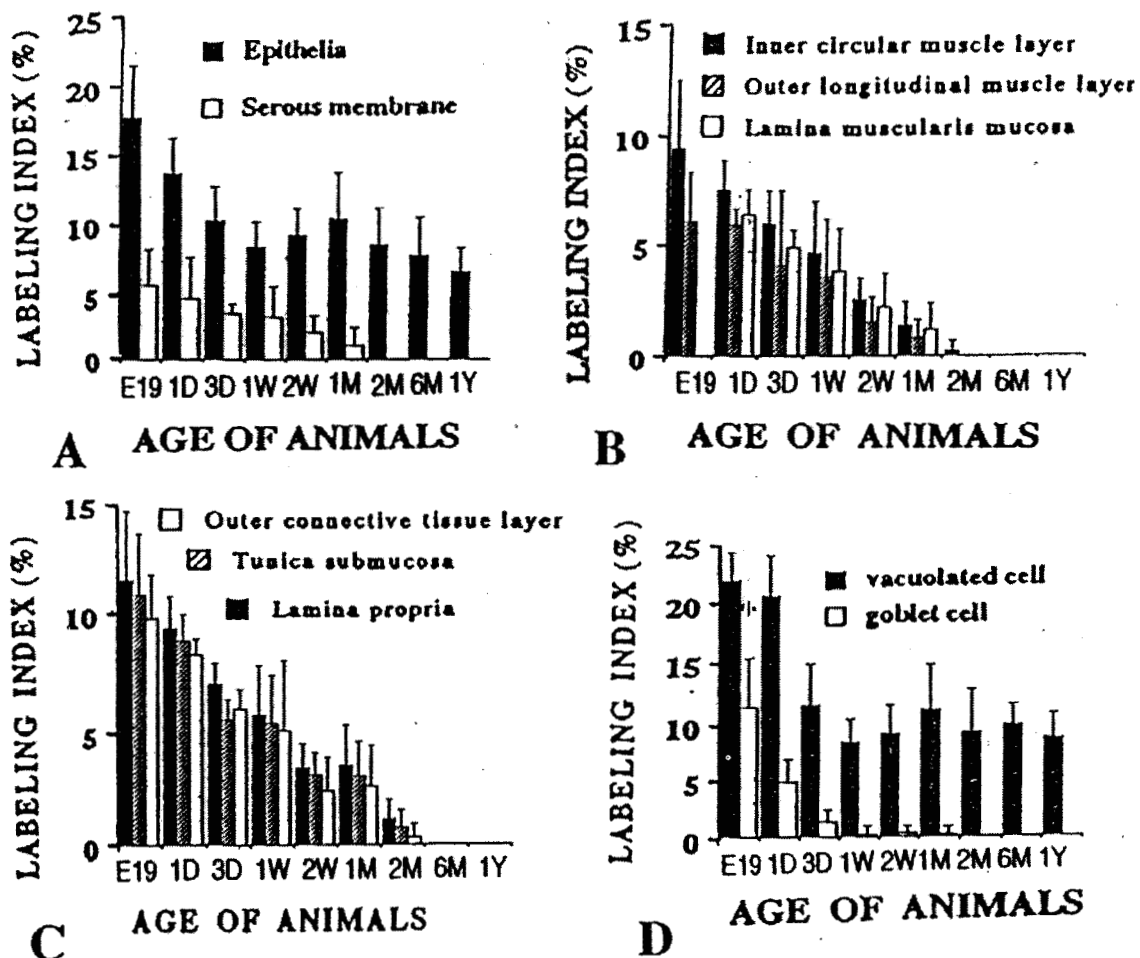 LABELING INDEX (%)
25
20
15
10
5
0
Epithelia
Serous membrane
E19 1D 3D 1W 2W 1M 2M 6M 1Y
A AGE OF ANIMALS
LABELING INDEX (%)
15
10
5
0
Inner circular muscle layer
Outer longitudinal muscle layer
Lamina muscularis mucosa
E19 1D 3D 1W 2W 1M 2M 6M 1Y
B AGE OF ANIMALS
LABELING INDEX (%)
15
10
5
0
Outer connective tissue layer
Tunica submucosa
Lamina propria
E19 1D 3D 1W 2W 1M 2M 6M 1Y
C AGE OF ANIMALS
LABELING INDEX (%)
25
20
15
10
5
0
vacuolated cell
goblet cell
E19 1D 3D 1W 2W 1M 2M 6M 1Y
D AGE OF ANIMALS